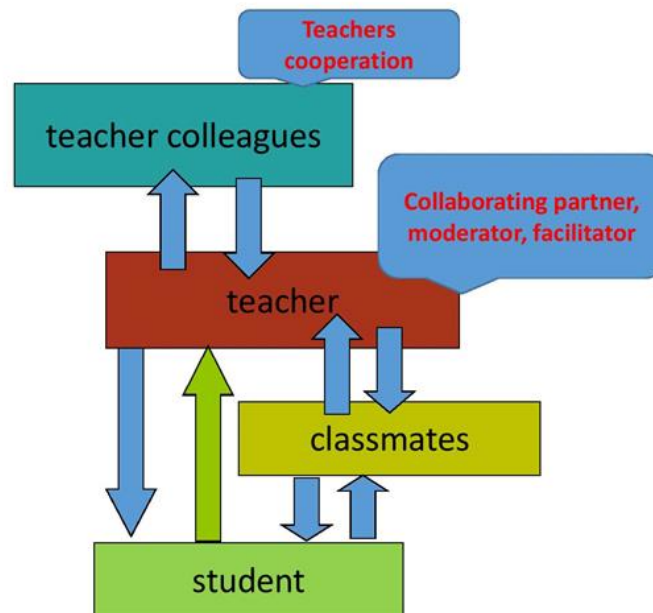 Teachers
cooperation
teacher colleagues
Collaborating partner,
moderator, facilitator
teacher
classmates
student